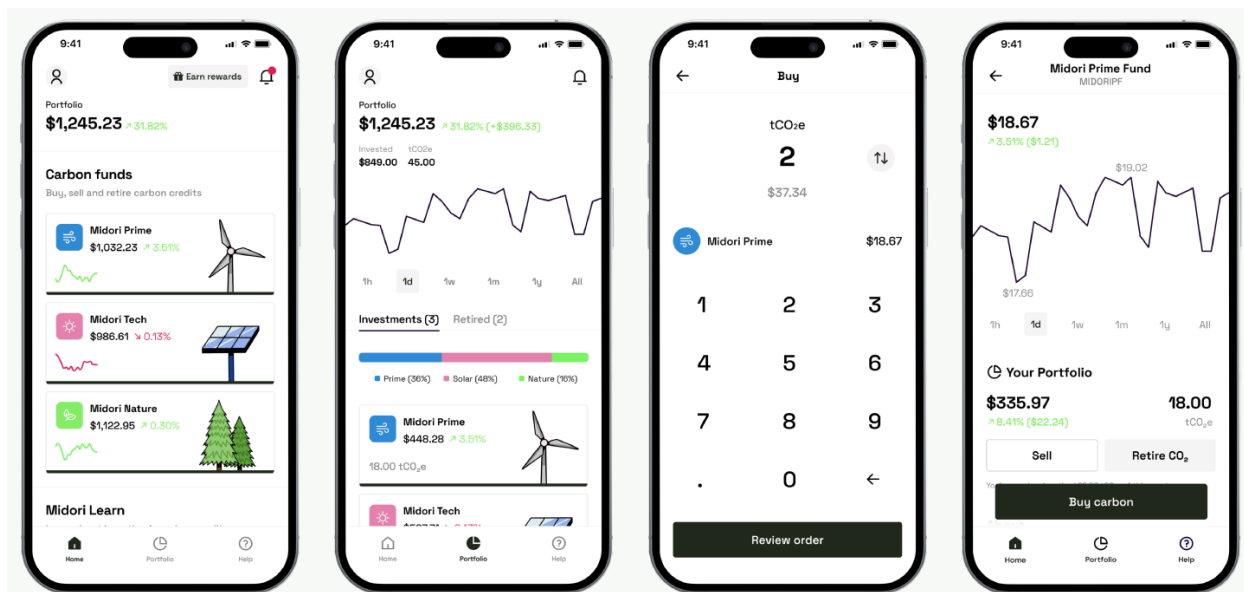 9:41
Earn rewards
Portfolio
$1,245.23 ↗ 31.82%
Carbon funds
Buy, sell and retire carbon credits
Midori Prime
$1,032.23 ↗ 3.51%
Midori Tech
$986.61 ↘ 0.13%
Midori Nature
$1,122.95 ↗ 0.30%
Midori Learn
Home Portfolio Help
9:41
Portfolio
$1,245.23 ↗ 31.82% (+$396.33)
Invested tCO2e
$849.00 45.00
1h 1d 1w 1m 1y All
Investments (3) Retired (2)
Prime (36%) Solar (48%) Nature (16%)
Midori Prime
$448.28 ↗ 3.51%
18.00 tCO₂e
Midori Tech
Home Portfolio Help
9:41
← Buy
tCO₂e
2
$37.34
Midori Prime $18.67
1 2 3
4 5 6
7 8 9
. 0 ←
Review order
9:41
Midori Prime Fund
MIDORIPF
$18.67
↗ 3.51% ($1.21)
$19.02
$17.66
1h 1d 1w 1m 1y All
Your Portfolio
$335.97 18.00
↗ 8.41% ($22.24) tCO₂e
Sell Retire CO₂
Buy carbon
Home Portfolio Help